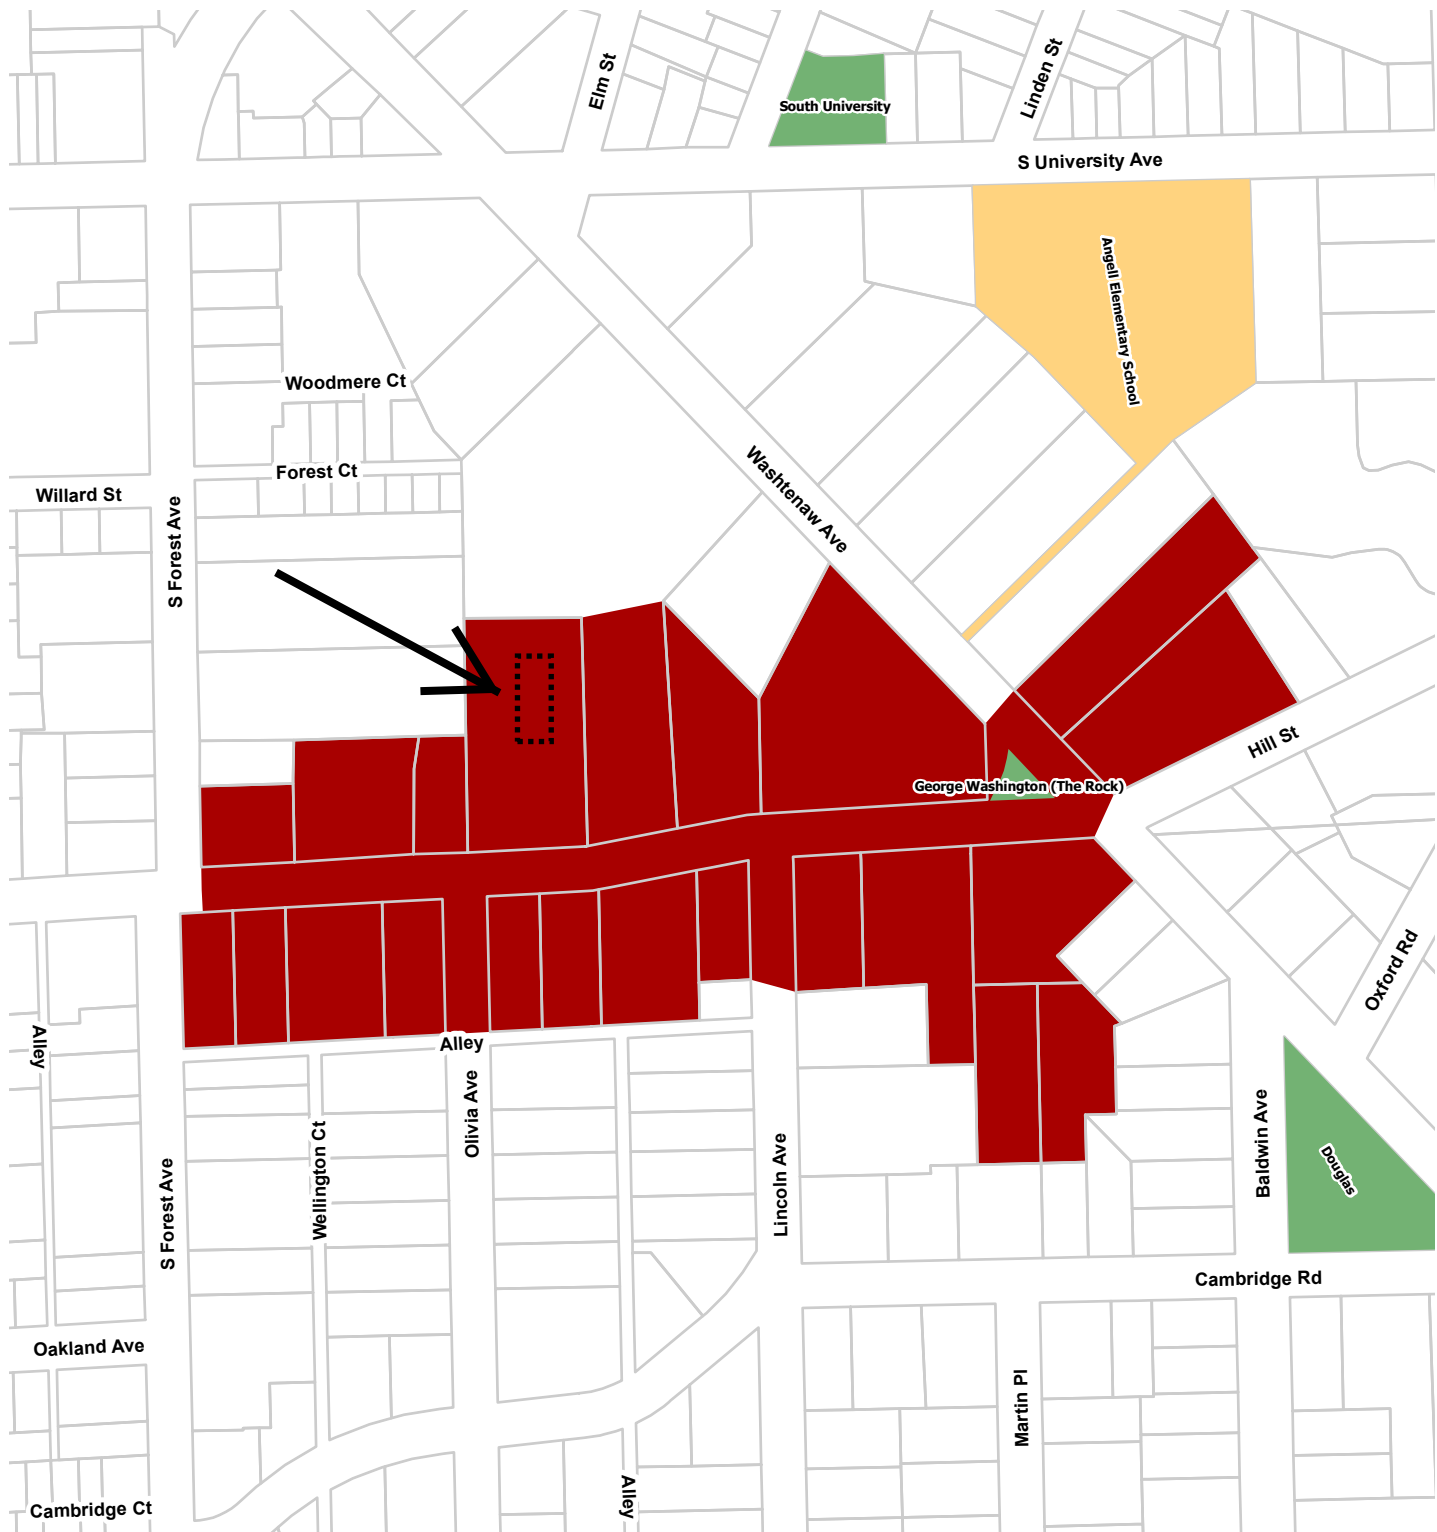 Elm St
Linden St
South University
S University Ave
Angell Elementary School
Woodmere Ct
Forest Ct
Willard St
S Forest Ave
Washtenaw Ave
Hill St
George Washington (The Rock)
Oxford Rd
Alley
Alley
Olivia Ave
Wellington Ct
S Forest Ave
Lincoln Ave
Baldwin Ave
Douglas
Cambridge Rd
Oakland Ave
Martin Pl
Alley
Cambridge Ct